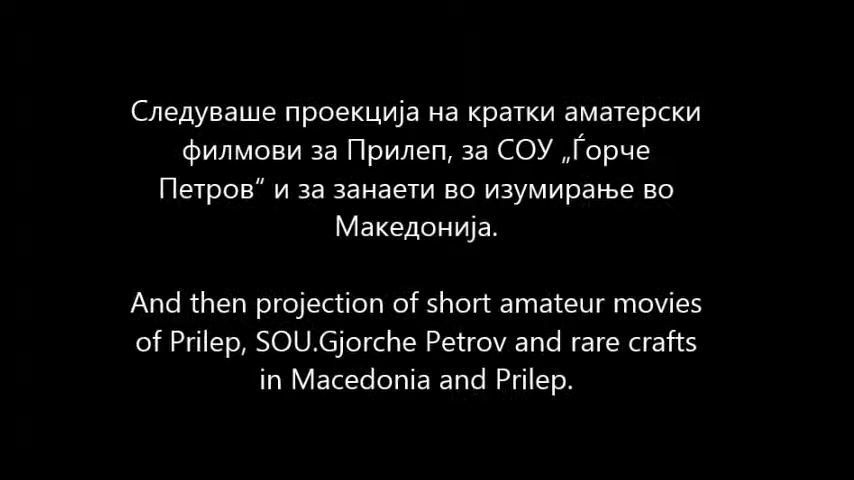 Следуваше проекција на кратки аматерски
филмови за Прилеп, за СОУ „Ѓорче
Петров“ и за занаети во изумирање во
Македонија.
And then projection of short amateur movies
of Prilep, SOU.Gjorche Petrov and rare crafts
in Macedonia and Prilep.